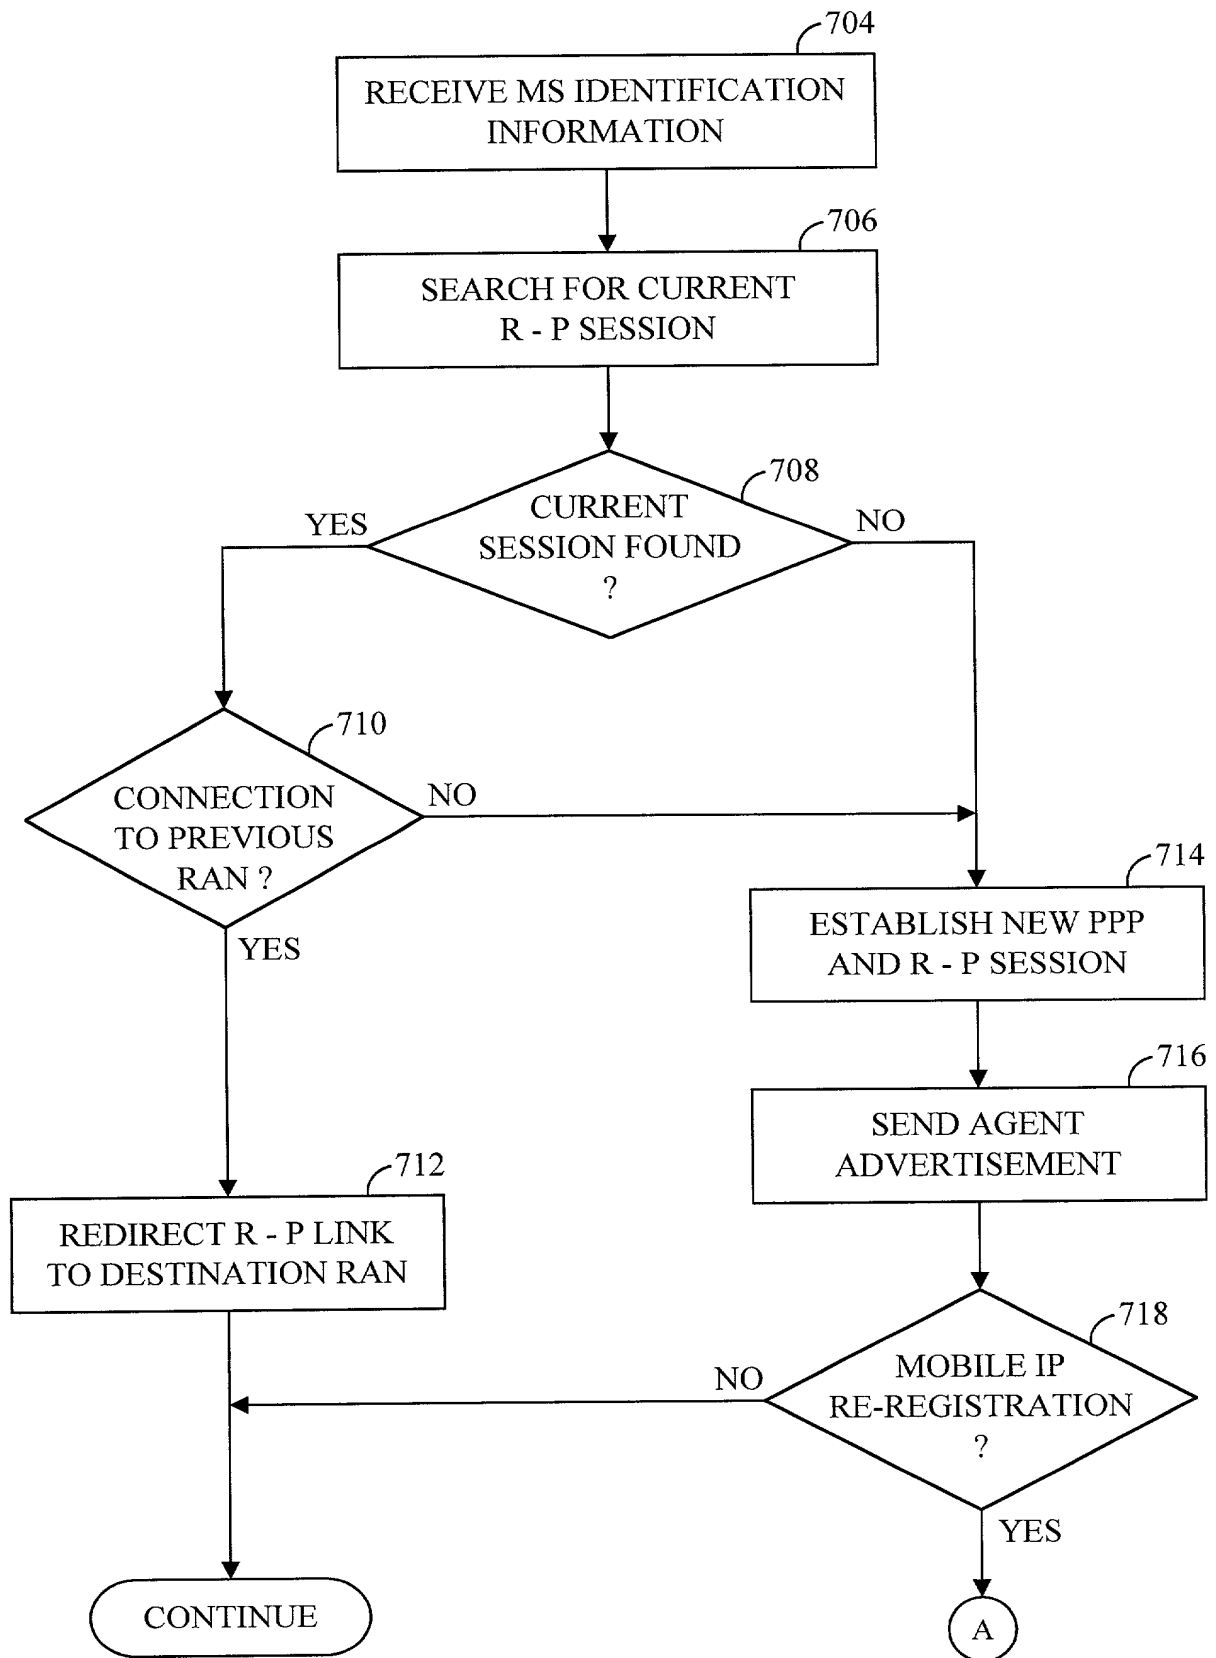 704
RECEIVE MS IDENTIFICATION
INFORMATION
706
SEARCH FOR CURRENT
R - P SESSION
708
CURRENT
SESSION FOUND
?
YES
NO
710
CONNECTION
TO PREVIOUS
RAN ?
NO
YES
714
ESTABLISH NEW PPP
AND R - P SESSION
716
SEND AGENT
ADVERTISEMENT
712
REDIRECT R - P LINK
TO DESTINATION RAN
718
MOBILE IP
RE-REGISTRATION
?
NO
YES
CONTINUE
A